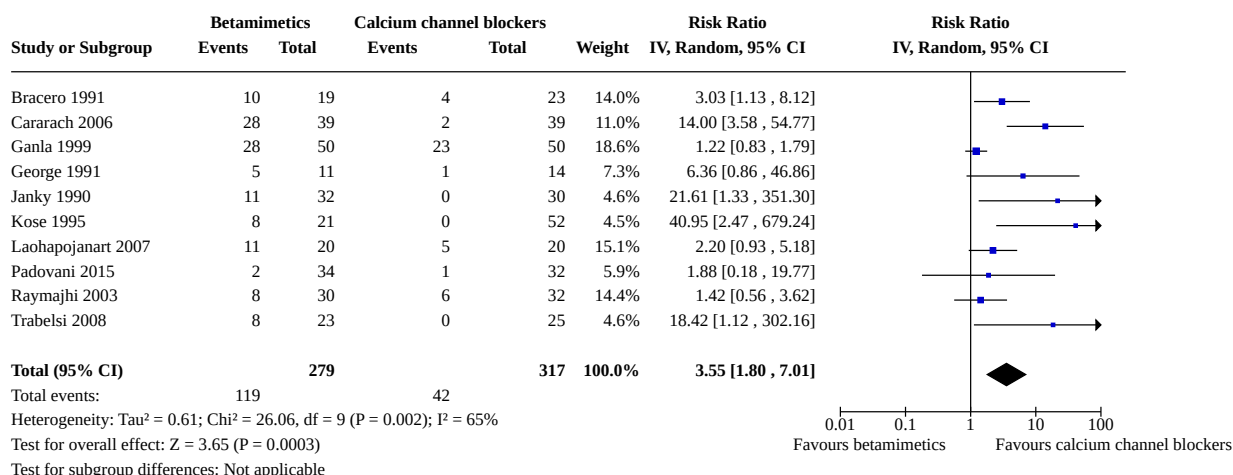 Betamimetics Calcium channel blockers Risk Ratio Risk Ratio
Study or Subgroup Events Total Events Total Weight IV, Random, 95% CI IV, Random, 95% CI
Bracero 1991 10 19 4 23 14.0% 3.03 [1.13 , 8.12]
Cararach 2006 28 39 2 39 11.0% 14.00 [3.58 , 54.77]
Ganla 1999 28 50 23 50 18.6% 1.22 [0.83 , 1.79]
George 1991 5 11 1 14 7.3% 6.36 [0.86 , 46.86]
Janky 1990 11 32 0 30 4.6% 21.61 [1.33 , 351.30]
Kose 1995 8 21 0 52 4.5% 40.95 [2.47 , 679.24]
Laohapojanart 2007 11 20 5 20 15.1% 2.20 [0.93 , 5.18]
Padovani 2015 2 34 1 32 5.9% 1.88 [0.18 , 19.77]
Raymajhi 2003 8 30 6 32 14.4% 1.42 [0.56 , 3.62]
Trabelsi 2008 8 23 0 25 4.6% 18.42 [1.12 , 302.16]
Total (95% CI) 279 317 100.0% 3.55 [1.80 , 7.01]
Total events: 119 42
Heterogeneity: Tau² = 0.61; Chi² = 26.06, df = 9 (P = 0.002); I² = 65%
0.01 0.1 1 10 100
Test for overall effect: Z = 3.65 (P = 0.0003) Favours betamimetics Favours calcium channel blockers
Test for subgroup differences: Not applicable